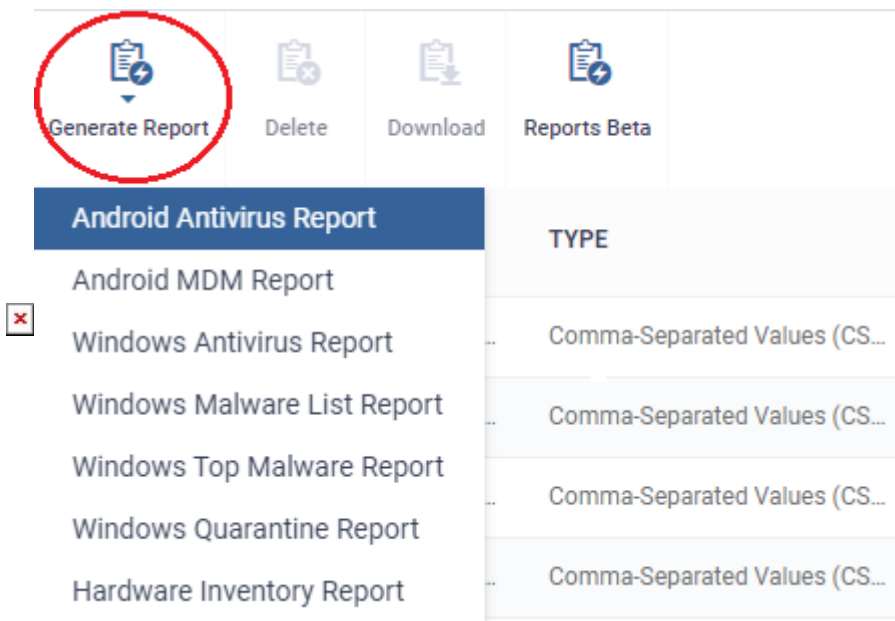 Generate Report
Delete
Download
Reports Beta
Android Antivirus Report
TYPE
Android MDM Report
Windows Antivirus Report
... Comma-Separated Values (CS...
Windows Malware List Report
... Comma-Separated Values (CS...
Windows Top Malware Report
... Comma-Separated Values (CS...
Windows Quarantine Report
Hardware Inventory Report
... Comma-Separated Values (CS...